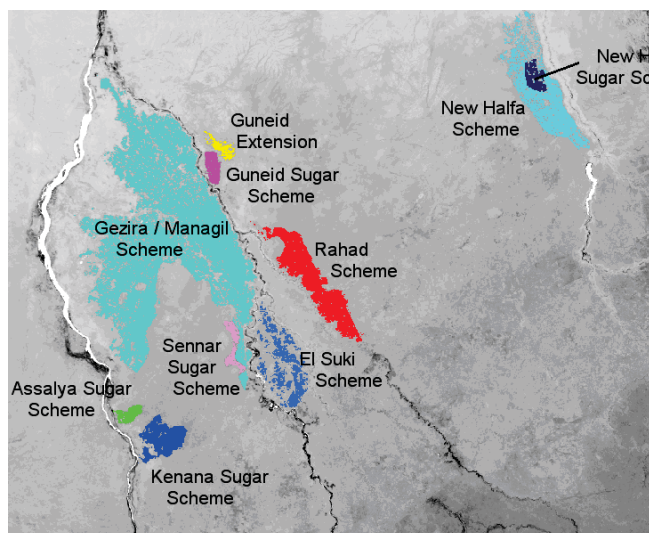 New
Sugar
New Halfa
Scheme
Guneid
Extension
Guneid Sugar
Scheme
Gezira / Managil
Scheme
Rahad
Scheme
Sennar
Sugar
Scheme
El Suki
Scheme
Assalya Sugar
Scheme
Kenana Sugar
Scheme